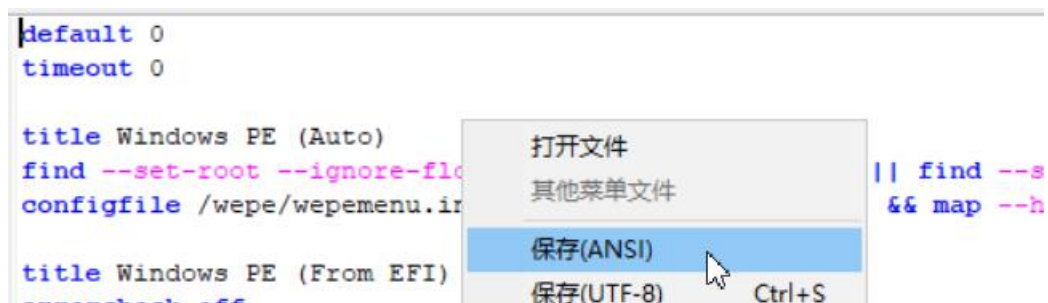 default 0
timeout 0
title Windows PE (Auto)
find --set-root --ignore-flo || find --s
configfile /wepe/wepemenu.in && map --h
title Windows PE (From EFI)
打开文件
其他菜单文件
保存(ANSI)
保存(UTF-8) Ctrl+S